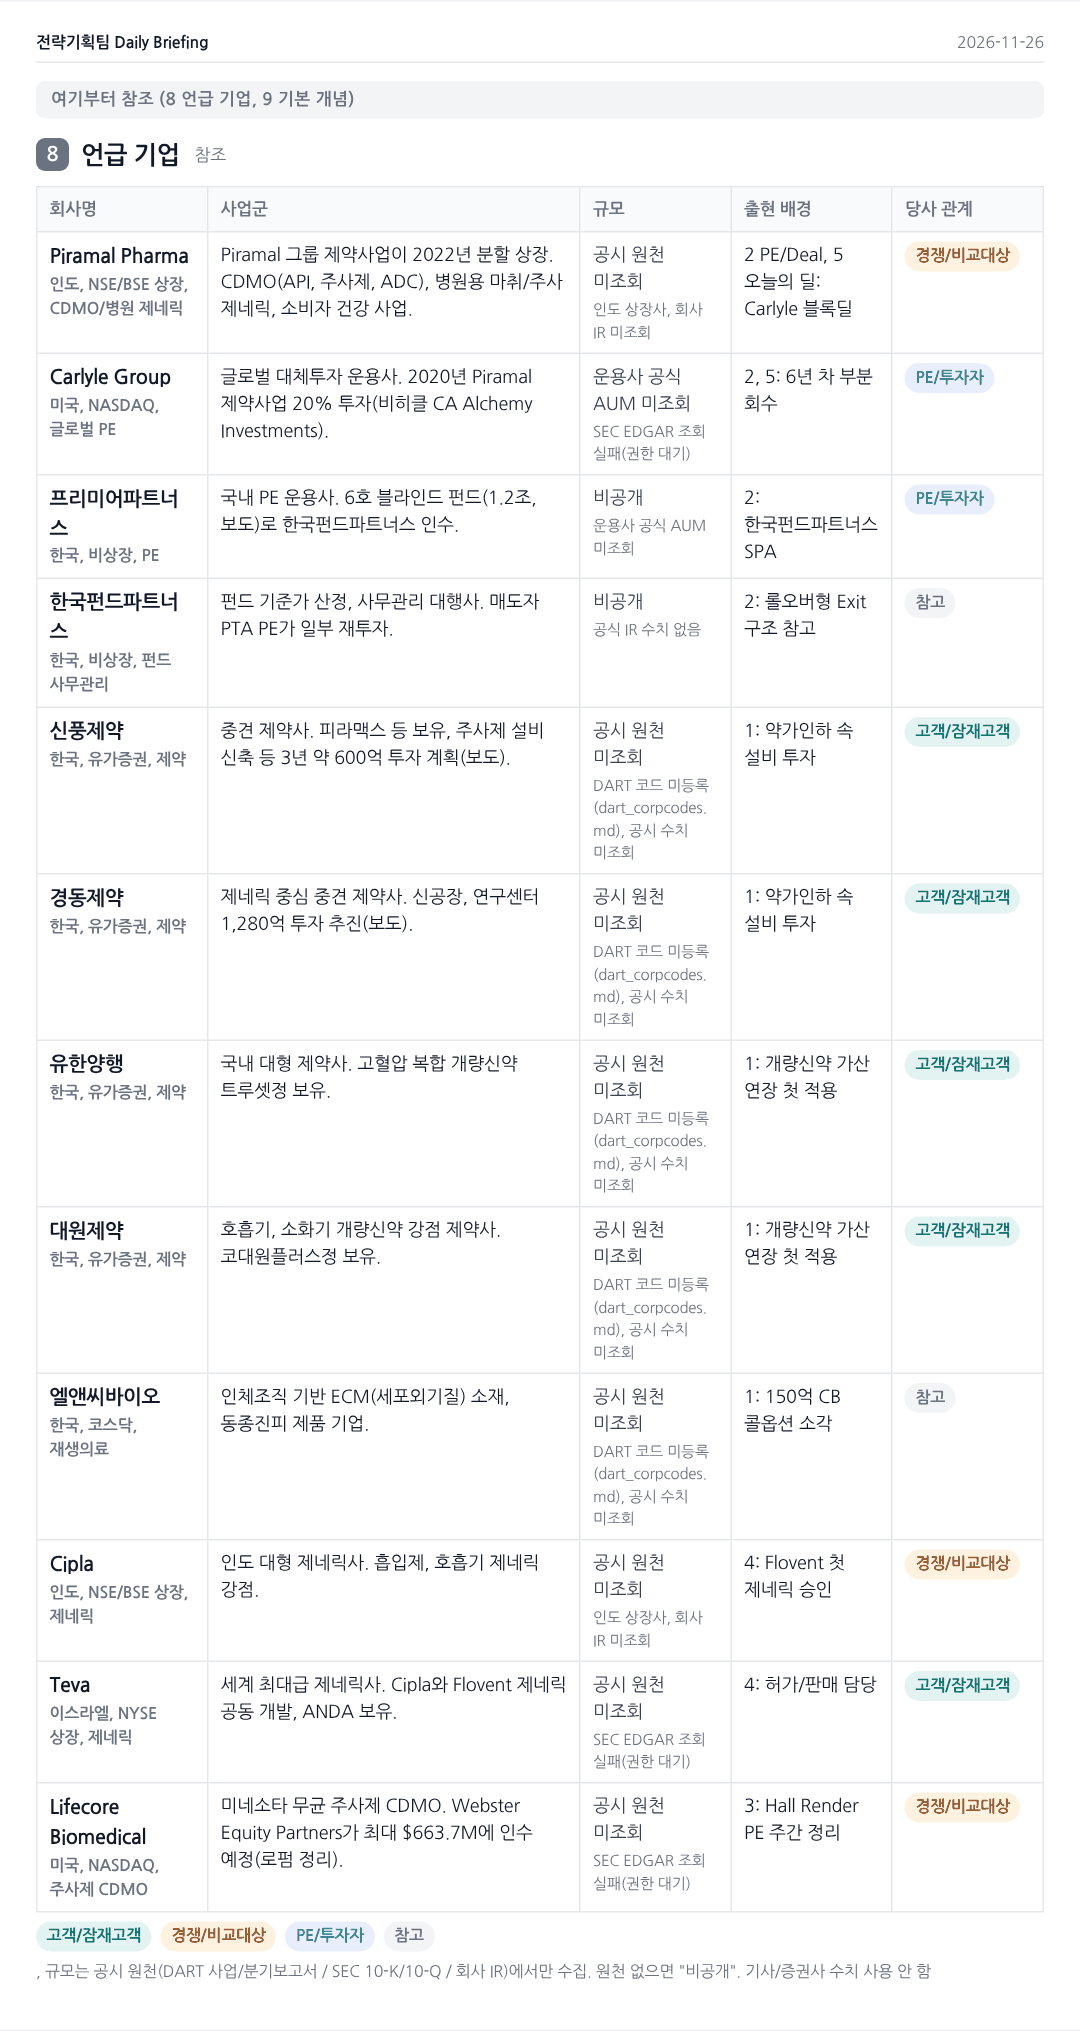 전략기획팀 Daily Briefing
2026-11-26
여기부터 참조 (8 언급 기업, 9 기본 개념)
8 언급 기업 참조
회사명
사업군
규모
출현 배경
당사 관계
Piramal Pharma
인도, NSE/BSE 상장,
CDMO/병원 제네릭
Piramal 그룹 제약사업이 2022년 분할 상장.
CDMO(API, 주사제, ADC), 병원용 마취/주사
제네릭, 소비자 건강 사업.
공시 원천
미조회
인도 상장사, 회사
IR 미조회
2 PE/Deal, 5
오늘의 딜:
Carlyle 블록딜
경쟁/비교대상
Carlyle Group
미국, NASDAQ,
글로벌 PE
글로벌 대체투자 운용사. 2020년 Piramal
제약사업 20% 투자(비히클 CA Alchemy
Investments).
운용사 공식
AUM 미조회
SEC EDGAR 조회
실패(권한 대기)
2, 5: 6년 차 부분
회수
PE/투자자
프리미어파트너
스
한국, 비상장, PE
국내 PE 운용사. 6호 블라인드 펀드(1.2조,
보도)로 한국펀드파트너스 인수.
비공개
운용사 공식 AUM
미조회
2:
한국펀드파트너스
SPA
PE/투자자
한국펀드파트너
스
한국, 비상장, 펀드
사무관리
펀드 기준가 산정, 사무관리 대행사. 매도자
PTA PE가 일부 재투자.
비공개
공식 IR 수치 없음
2: 롤오버형 Exit
구조 참고
참고
신풍제약
한국, 유가증권, 제약
중견 제약사. 피라맥스 등 보유, 주사제 설비
신축 등 3년 약 600억 투자 계획(보도).
공시 원천
미조회
DART 코드 미등록
(dart_corpcodes.
md), 공시 수치
미조회
1: 약가인하 속
설비 투자
고객/잠재고객
경동제약
한국, 유가증권, 제약
제네릭 중심 중견 제약사. 신공장, 연구센터
1,280억 투자 추진(보도).
공시 원천
미조회
DART 코드 미등록
(dart_corpcodes.
md), 공시 수치
미조회
1: 약가인하 속
설비 투자
고객/잠재고객
유한양행
한국, 유가증권, 제약
국내 대형 제약사. 고혈압 복합 개량신약
트루셋정 보유.
공시 원천
미조회
DART 코드 미등록
(dart_corpcodes.
md), 공시 수치
미조회
1: 개량신약 가산
연장 첫 적용
고객/잠재고객
대원제약
한국, 유가증권, 제약
호흡기, 소화기 개량신약 강점 제약사.
코대원플러스정 보유.
공시 원천
미조회
DART 코드 미등록
(dart_corpcodes.
md), 공시 수치
미조회
1: 개량신약 가산
연장 첫 적용
고객/잠재고객
엘앤씨바이오
한국, 코스닥,
재생의료
인체조직 기반 ECM(세포외기질) 소재,
동종진피 제품 기업.
공시 원천
미조회
DART 코드 미등록
(dart_corpcodes.
md), 공시 수치
미조회
1: 150억 CB
콜옵션 소각
참고
Cipla
인도, NSE/BSE 상장,
제네릭
인도 대형 제네릭사. 흡입제, 호흡기 제네릭
강점.
공시 원천
미조회
인도 상장사, 회사
IR 미조회
4: Flovent 첫
제네릭 승인
경쟁/비교대상
Teva
이스라엘, NYSE
상장, 제네릭
세계 최대급 제네릭사. Cipla와 Flovent 제네릭
공동 개발, ANDA 보유.
공시 원천
미조회
SEC EDGAR 조회
실패(권한 대기)
4: 허가/판매 담당
고객/잠재고객
Lifecore
Biomedical
미국, NASDAQ,
주사제 CDMO
미네소타 무균 주사제 CDMO. Webster
Equity Partners가 최대 $663.7M에 인수
예정(로펌 정리).
공시 원천
미조회
SEC EDGAR 조회
실패(권한 대기)
3: Hall Render
PE 주간 정리
경쟁/비교대상
고객/잠재고객 경쟁/비교대상 PE/투자자 참고
, 규모는 공시 원천(DART 사업/분기보고서 / SEC 10-K/10-Q / 회사 IR)에서만 수집. 원천 없으면 "비공개". 기사/증권사 수치 사용 안 함